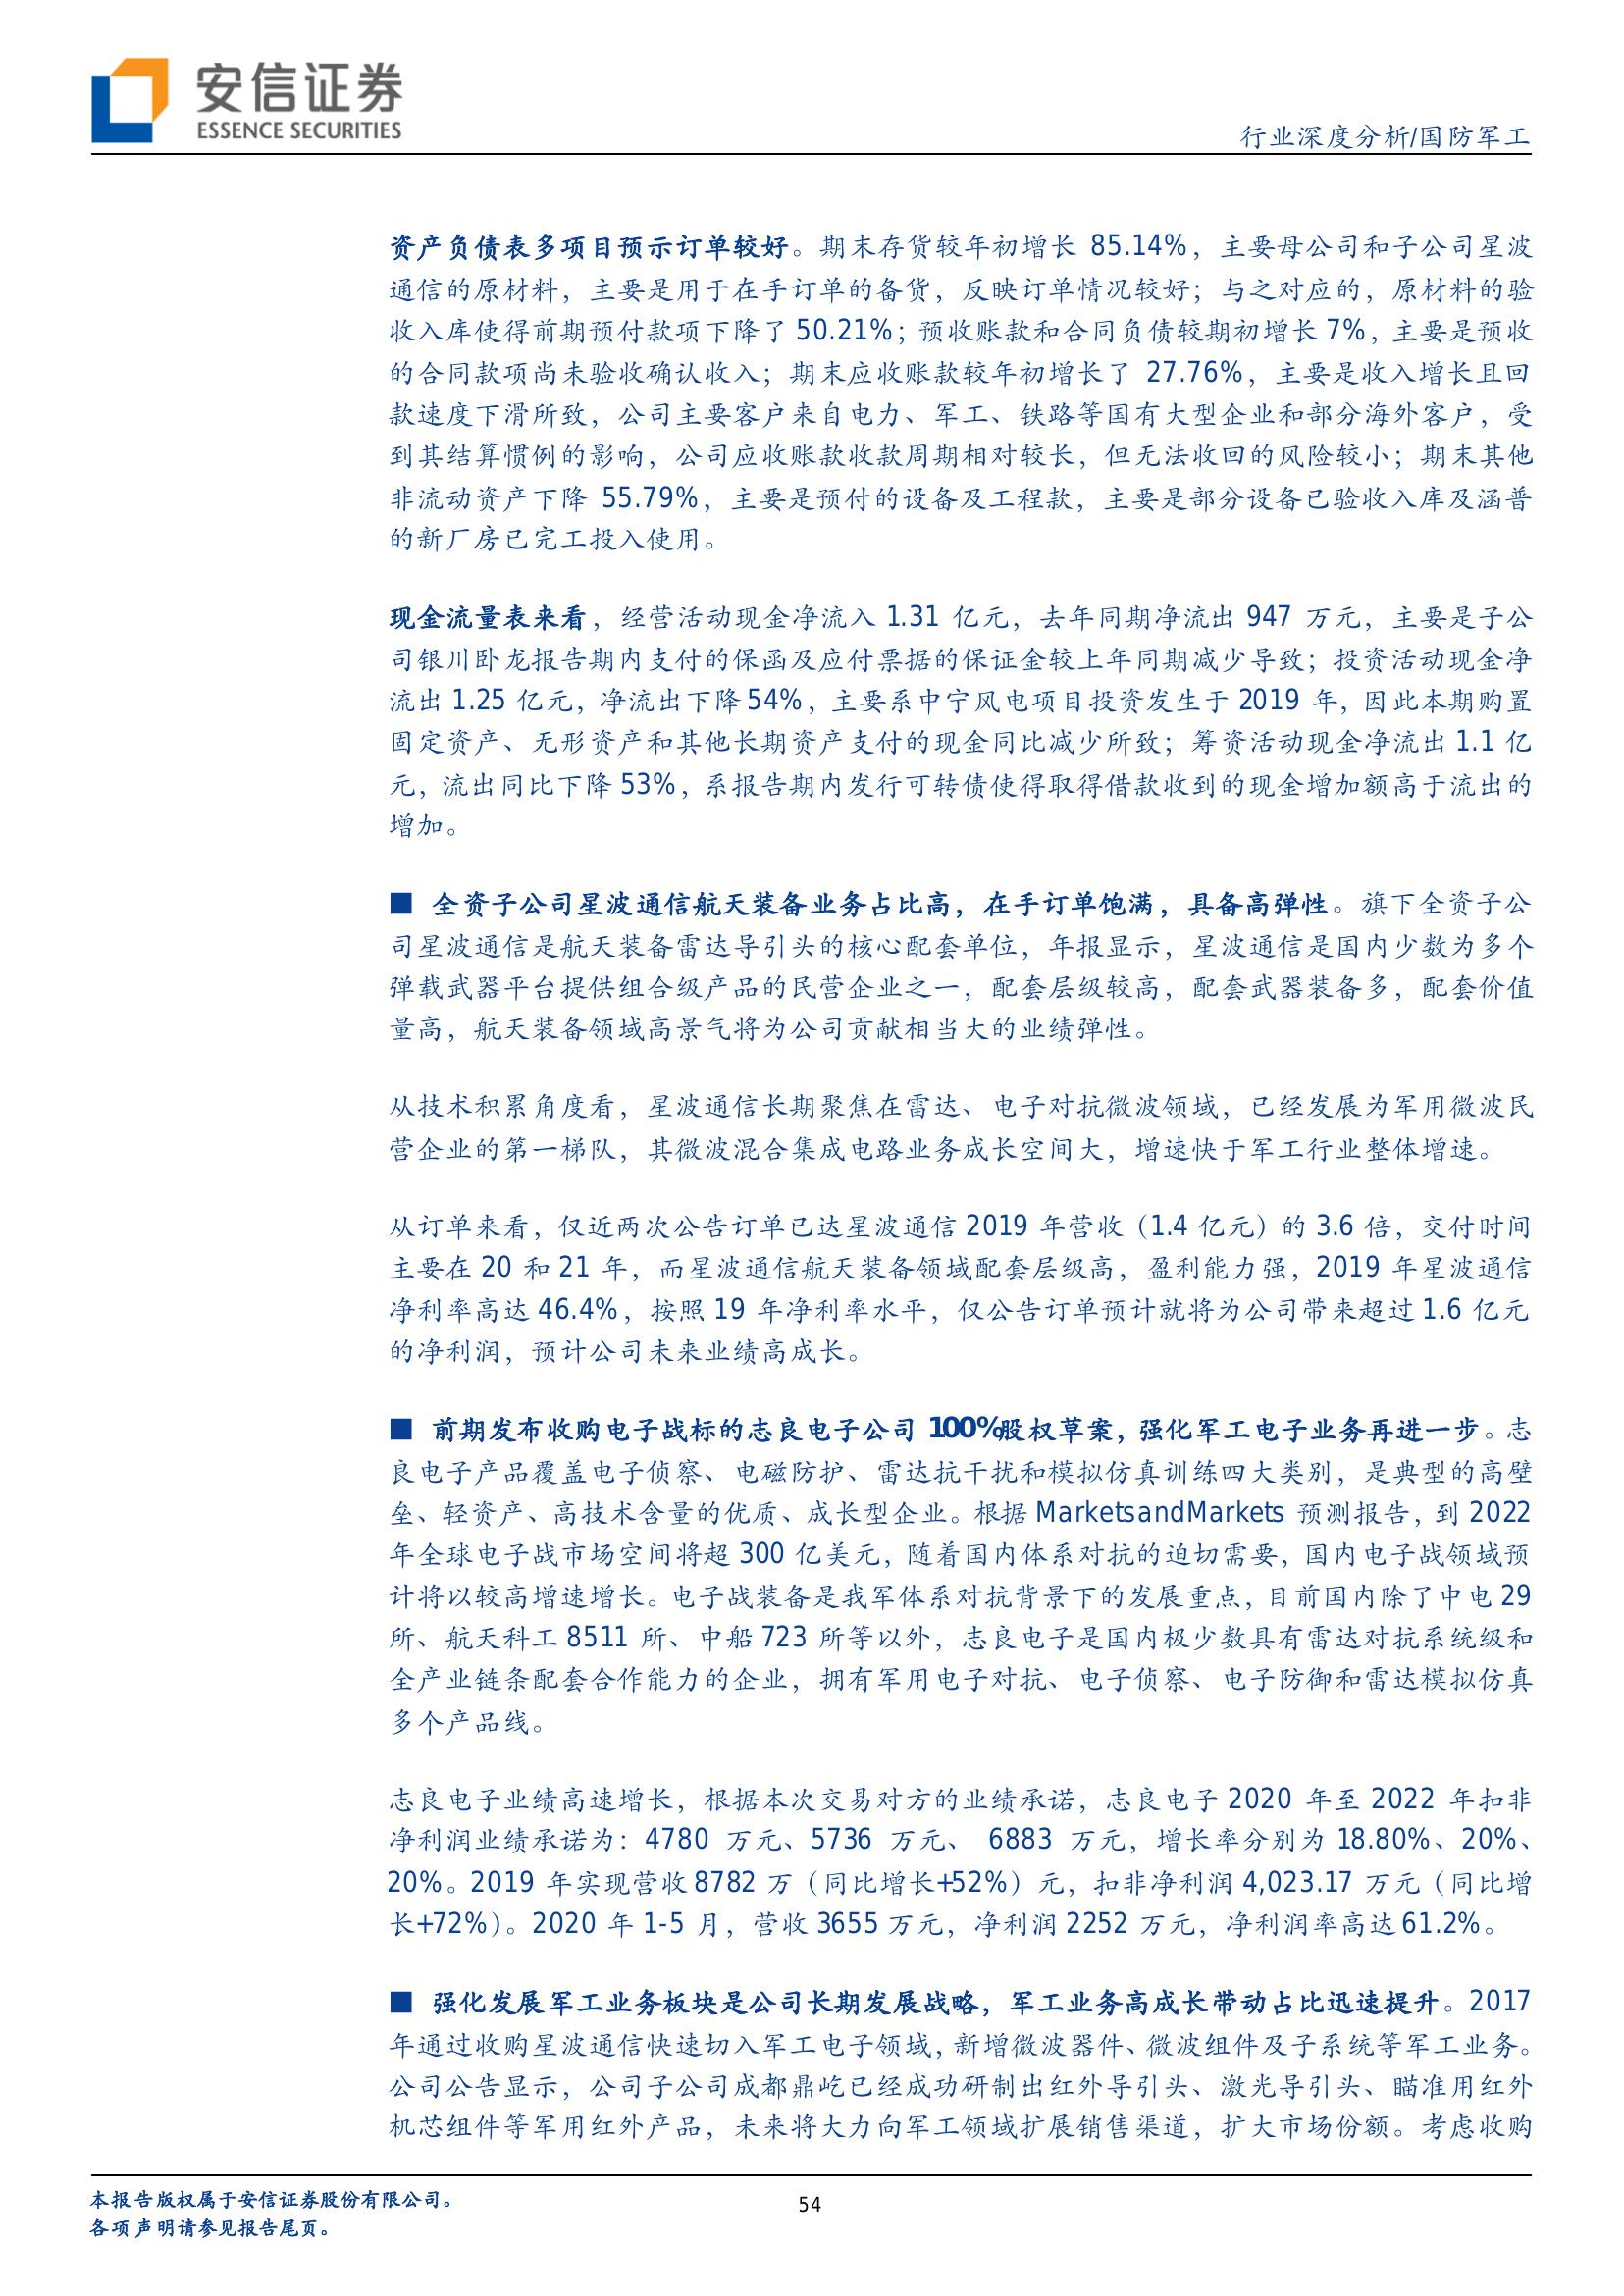 安信证券
ESSENCE SECURITIES
行业深度分析/国防军工
资产负债表多项目预示订单较好。期末存货较年初增长 85.14%，主要母公司和子公司星波
通信的原材料，主要是用于在手订单的备货，反映订单情况较好；与之对应的，原材料的验
收入库使得前期预付款项下降了 50.21%；预收账款和合同负债较期初增长 7%，主要是预收
的合同款项尚未验收确认收入；期末应收账款较年初增长了 27.76%，主要是收入增长且回
款速度下滑所致，公司主要客户来自电力、军工、铁路等国有大型企业和部分海外客户，受
到其结算惯例的影响，公司应收账款收款周期相对较长，但无法收回的风险较小；期末其他
非流动资产下降 55.79%，主要是预付的设备及工程款，主要是部分设备已验收入库及涵普
的新厂房已完工投入使用。
现金流量表来看，经营活动现金净流入 1.31 亿元，去年同期净流出 947 万元，主要是子公
司银川卧龙报告期内支付的保函及应付票据的保证金较上年同期减少导致；投资活动现金净
流出 1.25 亿元，净流出下降 54%，主要系中宁风电项目投资发生于 2019 年，因此本期购置
固定资产、无形资产和其他长期资产支付的现金同比减少所致；筹资活动现金净流出 1.1 亿
元，流出同比下降 53%，系报告期内发行可转债使得取得借款收到的现金增加额高于流出的
增加。
■ 全资子公司星波通信航天装备业务占比高，在手订单饱满，具备高弹性。旗下全资子公
司星波通信是航天装备雷达导引头的核心配套单位，年报显示，星波通信是国内少数为多个
弹载武器平台提供组合级产品的民营企业之一，配套层级较高，配套武器装备多，配套价值
量高，航天装备领域高景气将为公司贡献相当大的业绩弹性。
从技术积累角度看，星波通信长期聚焦在雷达、电子对抗微波领域，已经发展为军用微波民
营企业的第一梯队，其微波混合集成电路业务成长空间大，增速快于军工行业整体增速。
从订单来看，仅近两次公告订单已达星波通信 2019 年营收（1.4 亿元）的 3.6 倍，交付时间
主要在 20 和 21 年，而星波通信航天装备领域配套层级高，盈利能力强，2019 年星波通信
净利率高达 46.4%，按照 19 年净利率水平，仅公告订单预计就将为公司带来超过 1.6 亿元
的净利润，预计公司未来业绩高成长。
■ 前期发布收购电子战标的志良电子公司 100%股权草案，强化军工电子业务再进一步。志
良电子产品覆盖电子侦察、电磁防护、雷达抗干扰和模拟仿真训练四大类别，是典型的高壁
垒、轻资产、高技术含量的优质、成长型企业。根据 MarketsandMarkets 预测报告，到 2022
年全球电子战市场空间将超 300 亿美元，随着国内体系对抗的迫切需要，国内电子战领域预
计将以较高增速增长。电子战装备是我军体系对抗背景下的发展重点，目前国内除了中电 29
所、航天科工 8511 所、中船 723 所等以外，志良电子是国内极少数具有雷达对抗系统级和
全产业链条配套合作能力的企业，拥有军用电子对抗、电子侦察、电子防御和雷达模拟仿真
多个产品线。
志良电子业绩高速增长，根据本次交易对方的业绩承诺，志良电子 2020 年至 2022 年扣非
净利润业绩承诺为：4780 万元、5736 万元、 6883 万元，增长率分别为 18.80%、20%、
20%。2019 年实现营收 8782 万（同比增长+52%）元，扣非净利润 4,023.17 万元（同比增
长+72%）。2020 年 1-5 月，营收 3655 万元，净利润 2252 万元，净利润率高达 61.2%。
■ 强化发展军工业务板块是公司长期发展战略，军工业务高成长带动占比迅速提升。2017
年通过收购星波通信快速切入军工电子领域，新增微波器件、微波组件及子系统等军工业务。
公司公告显示，公司子公司成都鼎屹已经成功研制出红外导引头、激光导引头、瞄准用红外
机芯组件等军用红外产品，未来将大力向军工领域扩展销售渠道，扩大市场份额。考虑收购
本报告版权属于安信证券股份有限公司。
54
各项声明请参见报告尾页。